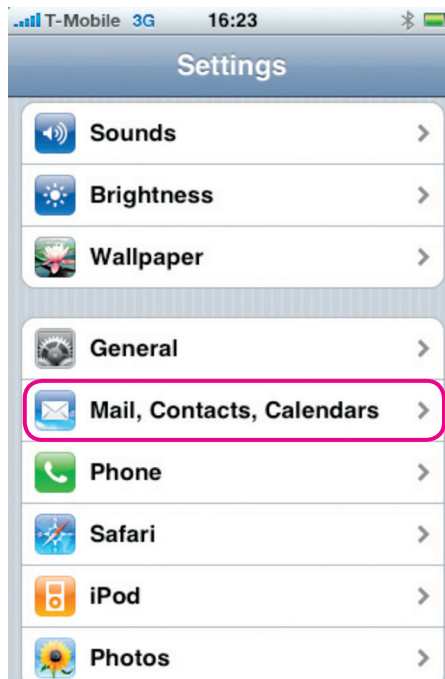 T-Mobile 3G 16:23
Settings
Sounds
Brightness
Wallpaper
General
Mail, Contacts, Calendars
Phone
Safari
iPod
Photos